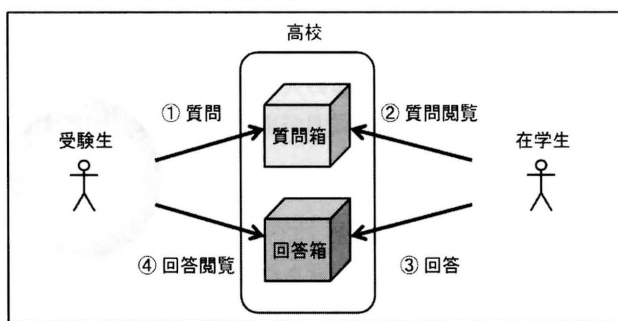 高校
① 質問
② 質問閲覧
受験生
質問箱
在学生
回答箱
④ 回答閲覧
③ 回答